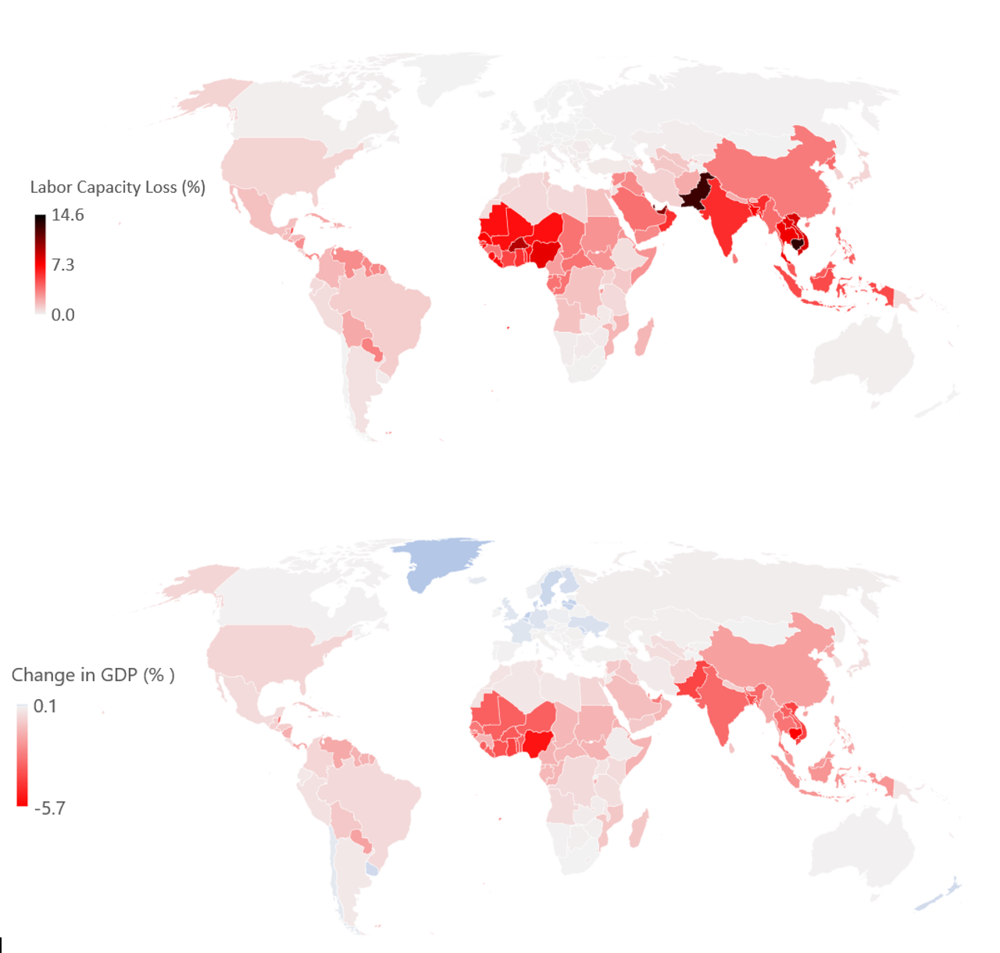 Labor Capacity Loss (%)
14.6
7.3
0.0
Change in GDP (% )
0.1
-5.7